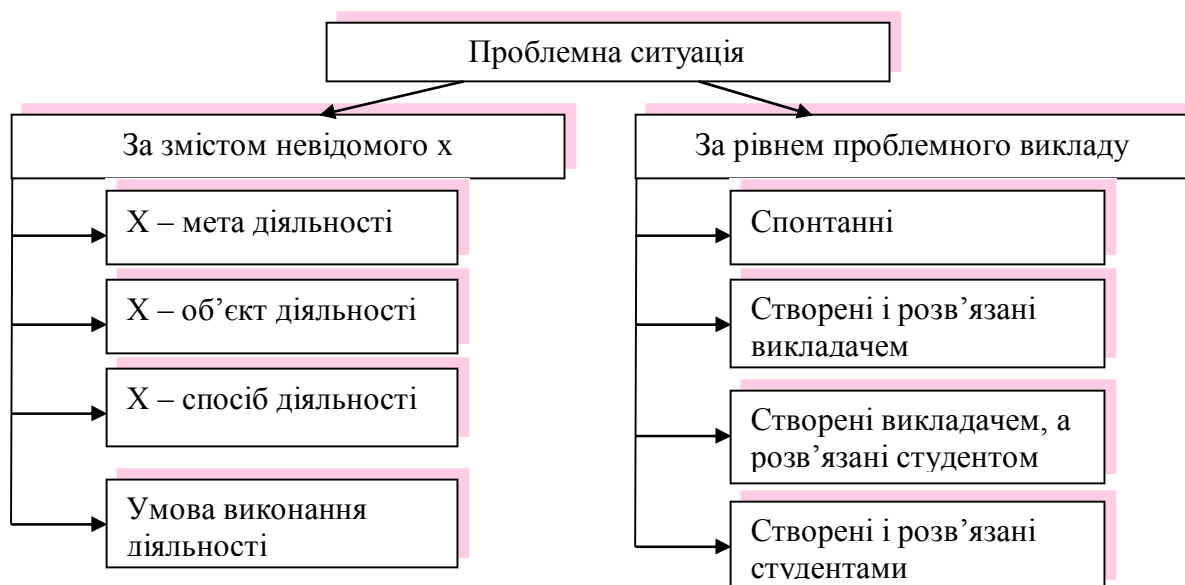 Проблемна ситуація
За змістом невідомого х
Х – мета діяльності
Х – об’єкт діяльності
Х – спосіб діяльності
Умова виконання
діяльності
За рівнем проблемного викладу
Спонтанні
Створені і розв’язані
викладачем
Створені викладачем, а
розв’язані студентом
Створені і розв’язані
студентами